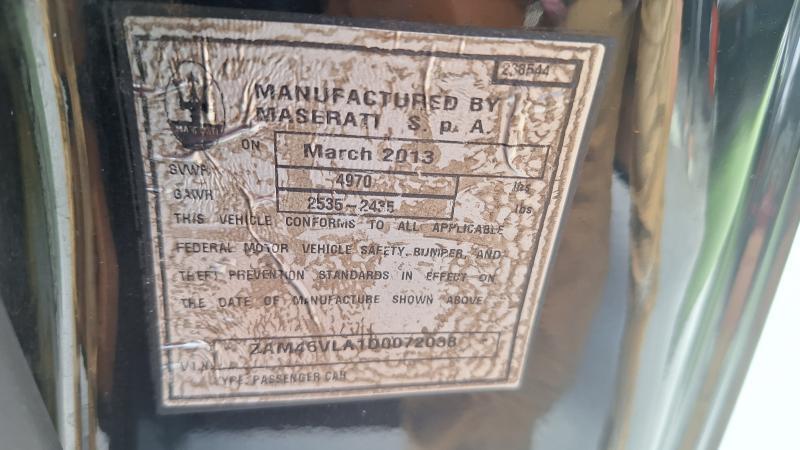 238544
MANUFACTURED BY
MASERATI S. p. A.
ON March 2013
4970 lbs
GAWR 2535-2435 lbs
THIS VEHICLE CONFORMS TO ALL APPLICABLE
FEDERAL MOTOR VEHICLE SAFETY, BUMPER, AND
THEFT PREVENTION STANDARDS IN EFFECT ON
THE DATE OF MANUFACTURE SHOWN ABOVE
V.I.N.
TYPE: PASSENGER CAR